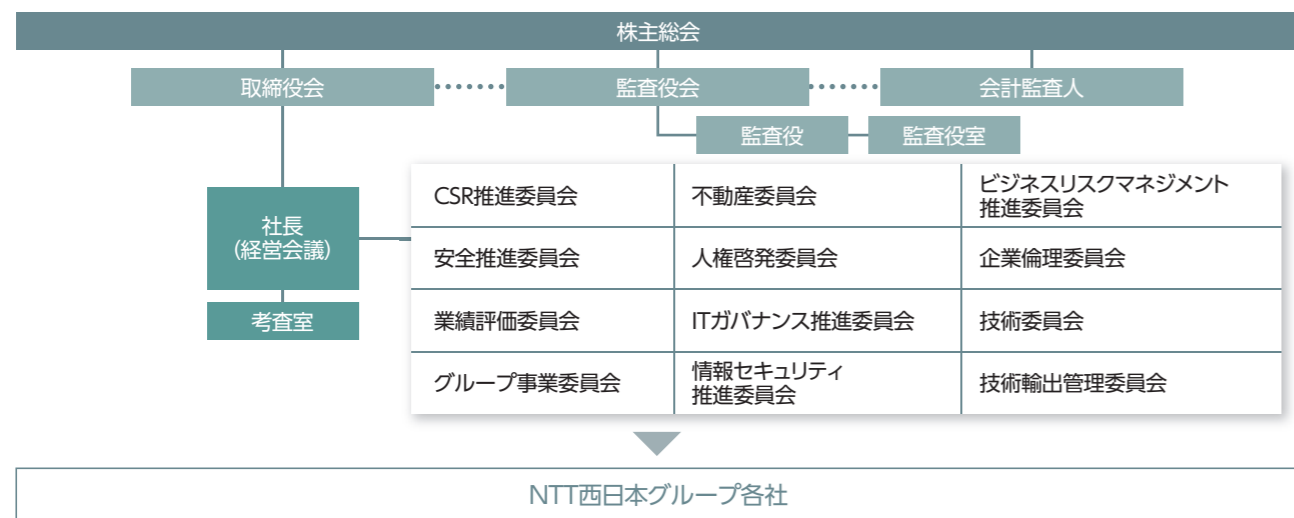 株主総会
取締役会
監査役会
会計監査人
監査役
監査役室
社長
(経営会議)
考査室
CSR推進委員会
不動産委員会
ビジネスリスクマネジメント
推進委員会
安全推進委員会
人権啓発委員会
企業倫理委員会
業績評価委員会
ITガバナンス推進委員会
技術委員会
グループ事業委員会
情報セキュリティ
推進委員会
技術輸出管理委員会
NTT西日本グループ各社